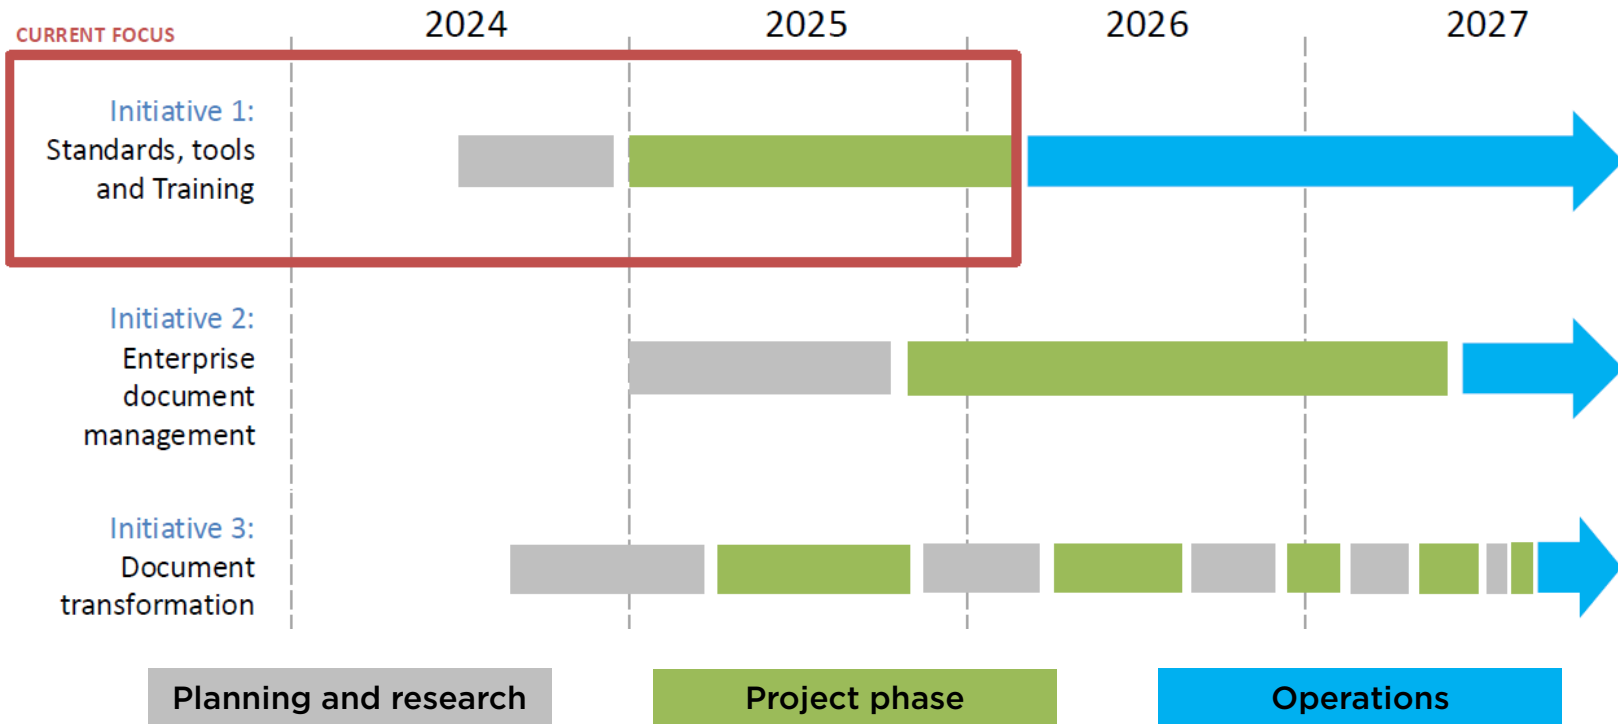 CURRENT FOCUS
2024
2025
2026
2027
Initiative 1:
Standards, tools
and Training
Initiative 2:
Enterprise
document
management
Initiative 3:
Document
transformation
Planning and research
Project phase
Operations